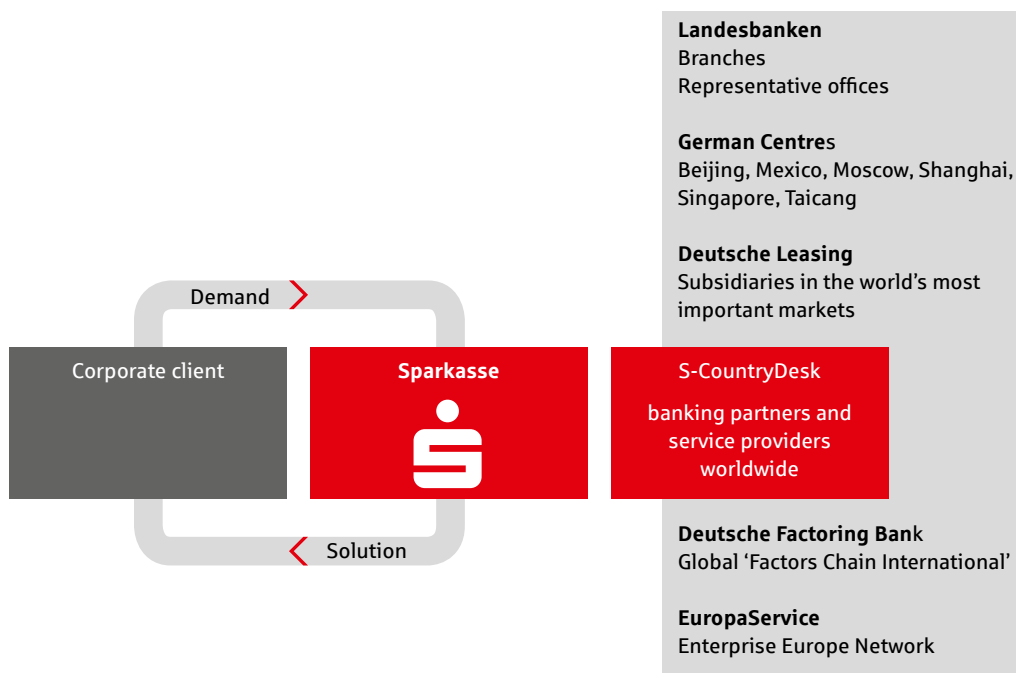 Landesbanken
Branches
Representative offices
German Centres
Beijing, Mexico, Moscow, Shanghai,
Singapore, Taicang
Deutsche Leasing
Subsidiaries in the world’s most
important markets
Demand
Corporate client
Sparkasse
S-CountryDesk
banking partners and
service providers
worldwide
Solution
Deutsche Factoring Bank
Global ‘Factors Chain International’
EuropaService
Enterprise Europe Network